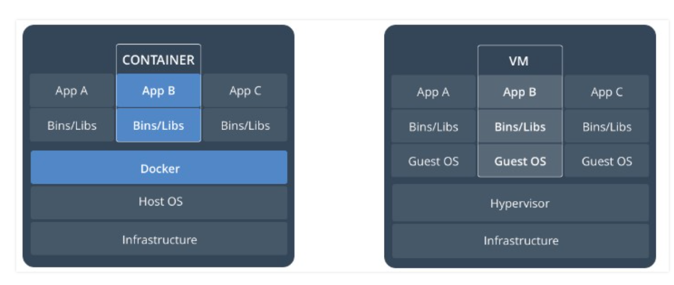 CONTAINER
App A App B App C
Bins/Libs Bins/Libs Bins/Libs
Docker
Host OS
Infrastructure
VM
App A App B App C
Bins/Libs Bins/Libs Bins/Libs
Guest OS Guest OS Guest OS
Hypervisor
Infrastructure